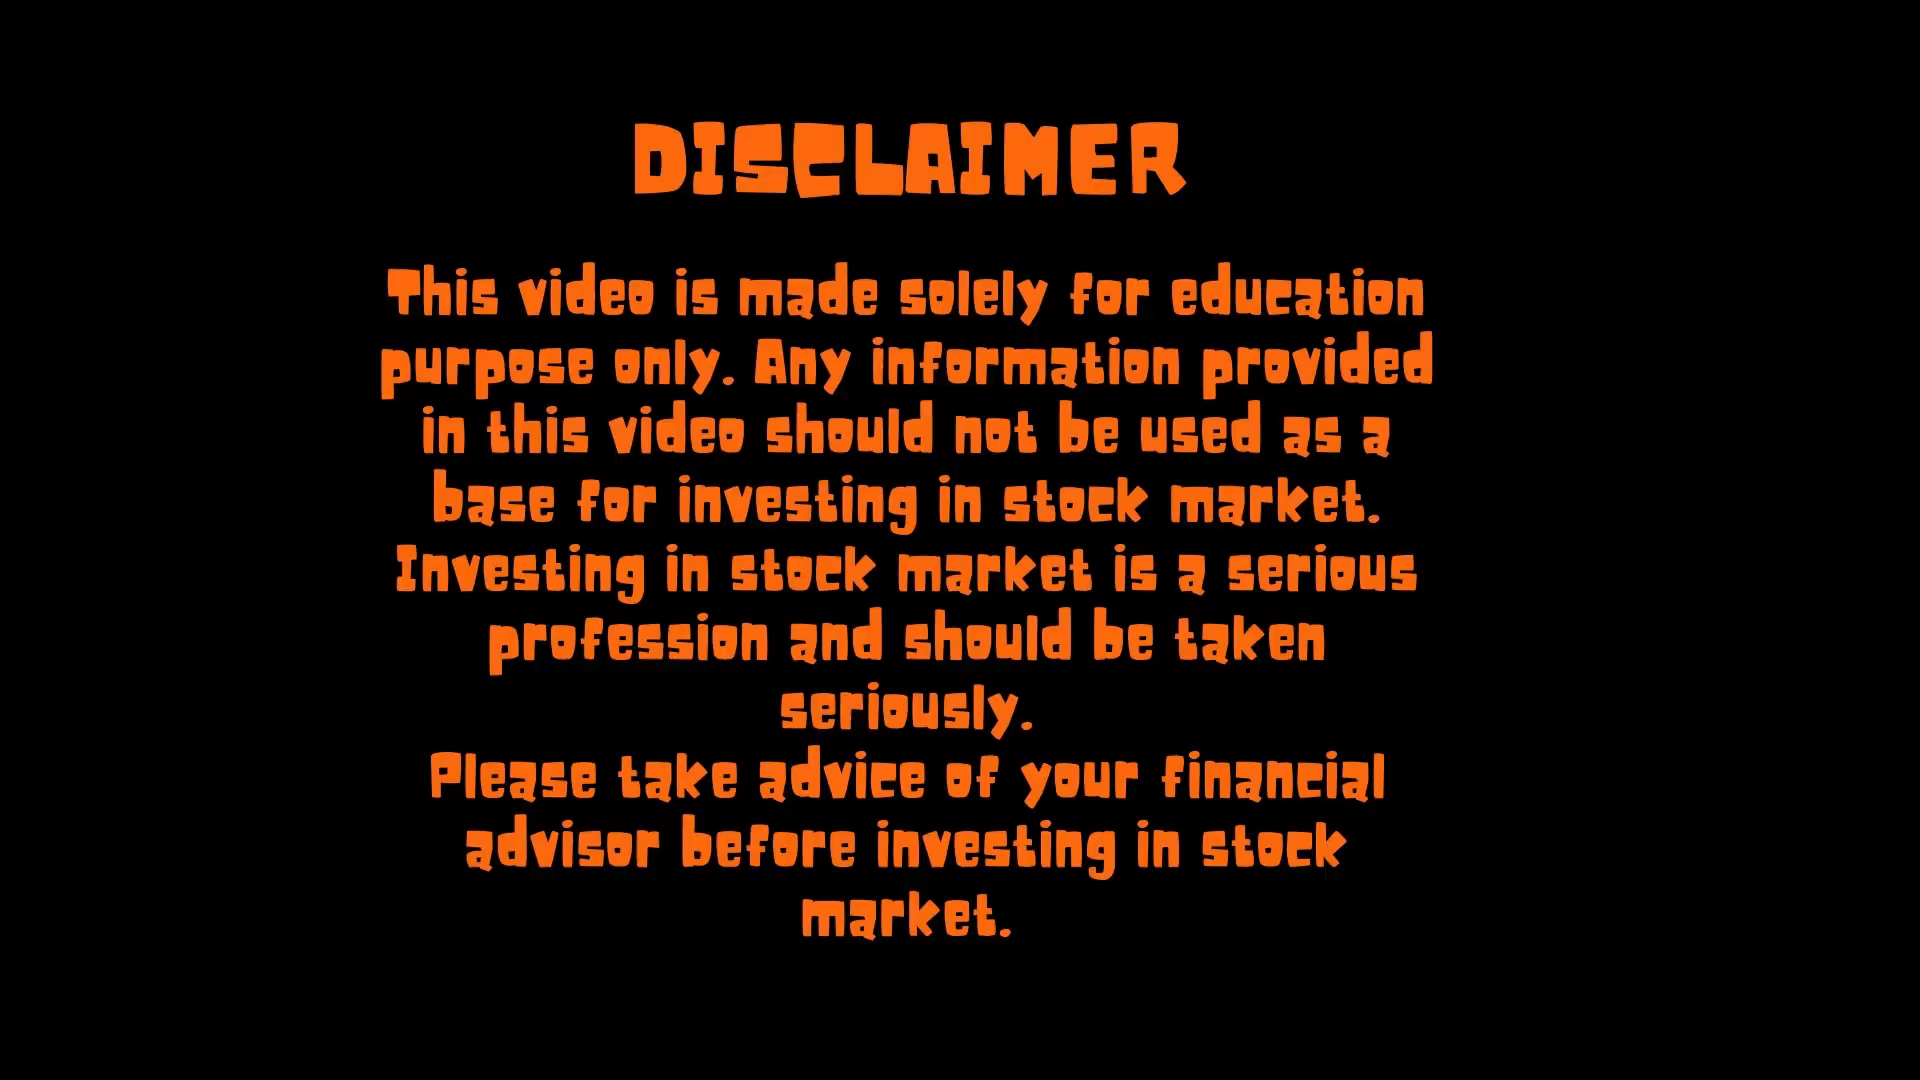 DISCLAIMER
This video is made solely for education
purpose only. Any information provided
in this video should not be used as a
base for investing in stock market.
Investing in stock market is a serious
profession and should be taken
seriously.
Please take advice of your financial
advisor before investing in stock
market.